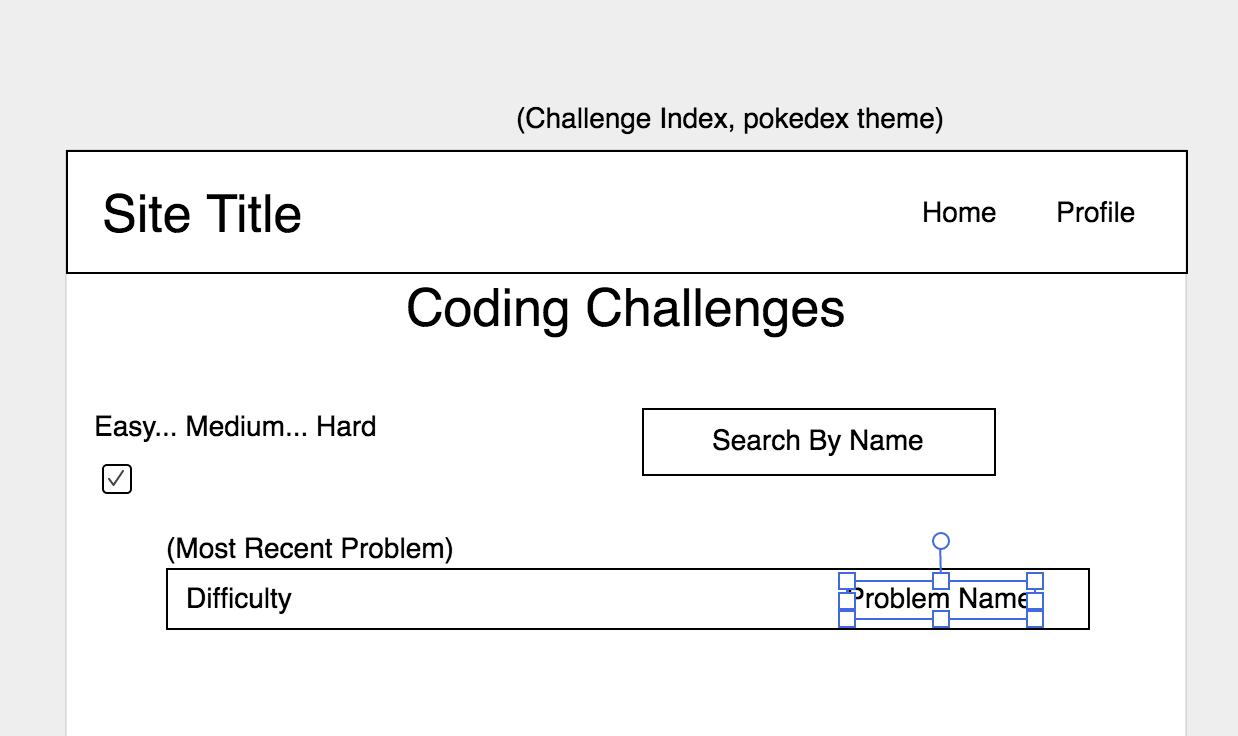 (Challenge Index, pokedex theme)
Site Title
Home
Profile
Coding Challenges
Easy... Medium... Hard
Search By Name
(Most Recent Problem)
Difficulty
Problem Name